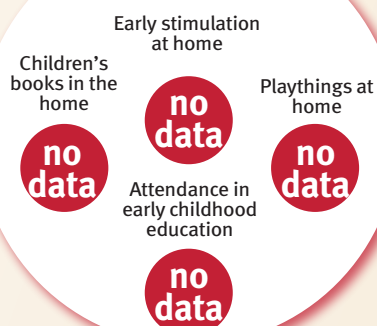 Early stimulation
at home
no
data
Children's
books in the
home
no
data
Playthings at
home
no
data
Attendance in
early childhood
education
no
data